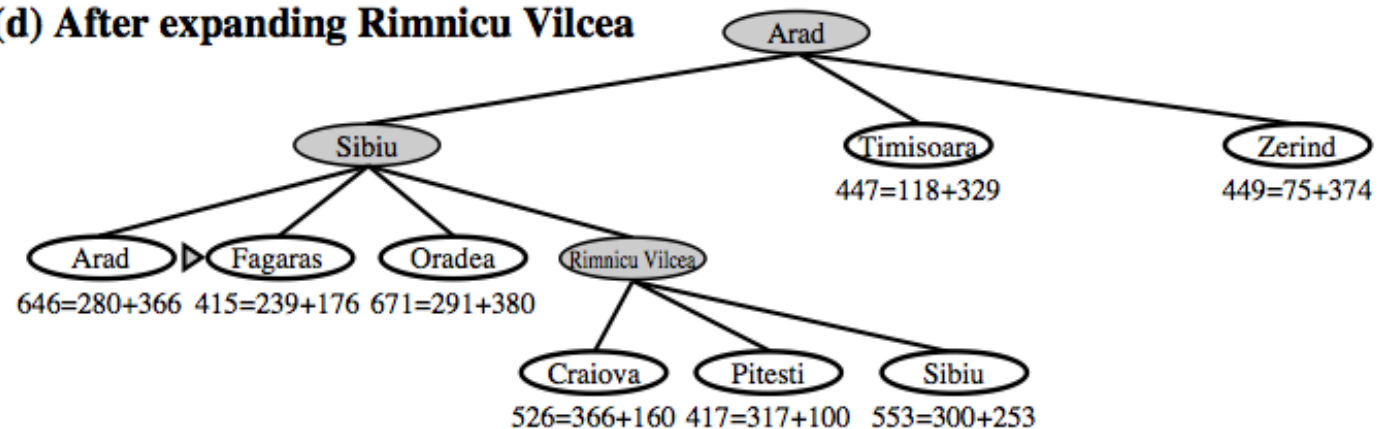 (d) After expanding Rimnicu Vilcea
Arad
Sibiu
Timisoara
Zerind
447=118+329
449=75+374
Arad
Fagaras
Oradea
Rimnicu Vilcea
646=280+366
415=239+176
671=291+380
Craiova
Pitesti
Sibiu
526=366+160
417=317+100
553=300+253